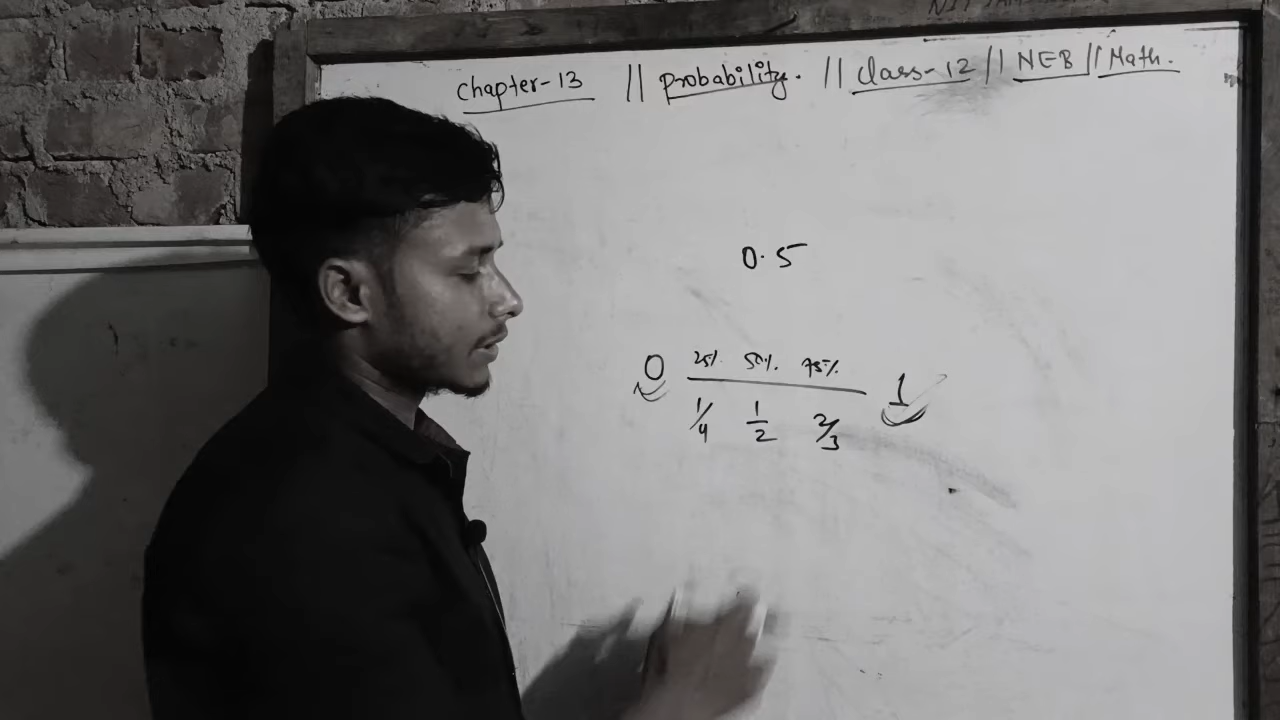 Chapter-13 || Probability. || Class-12 || NEB || Math.
0.5
0 25% 50% 75% 1
1/4 1/2 2/3